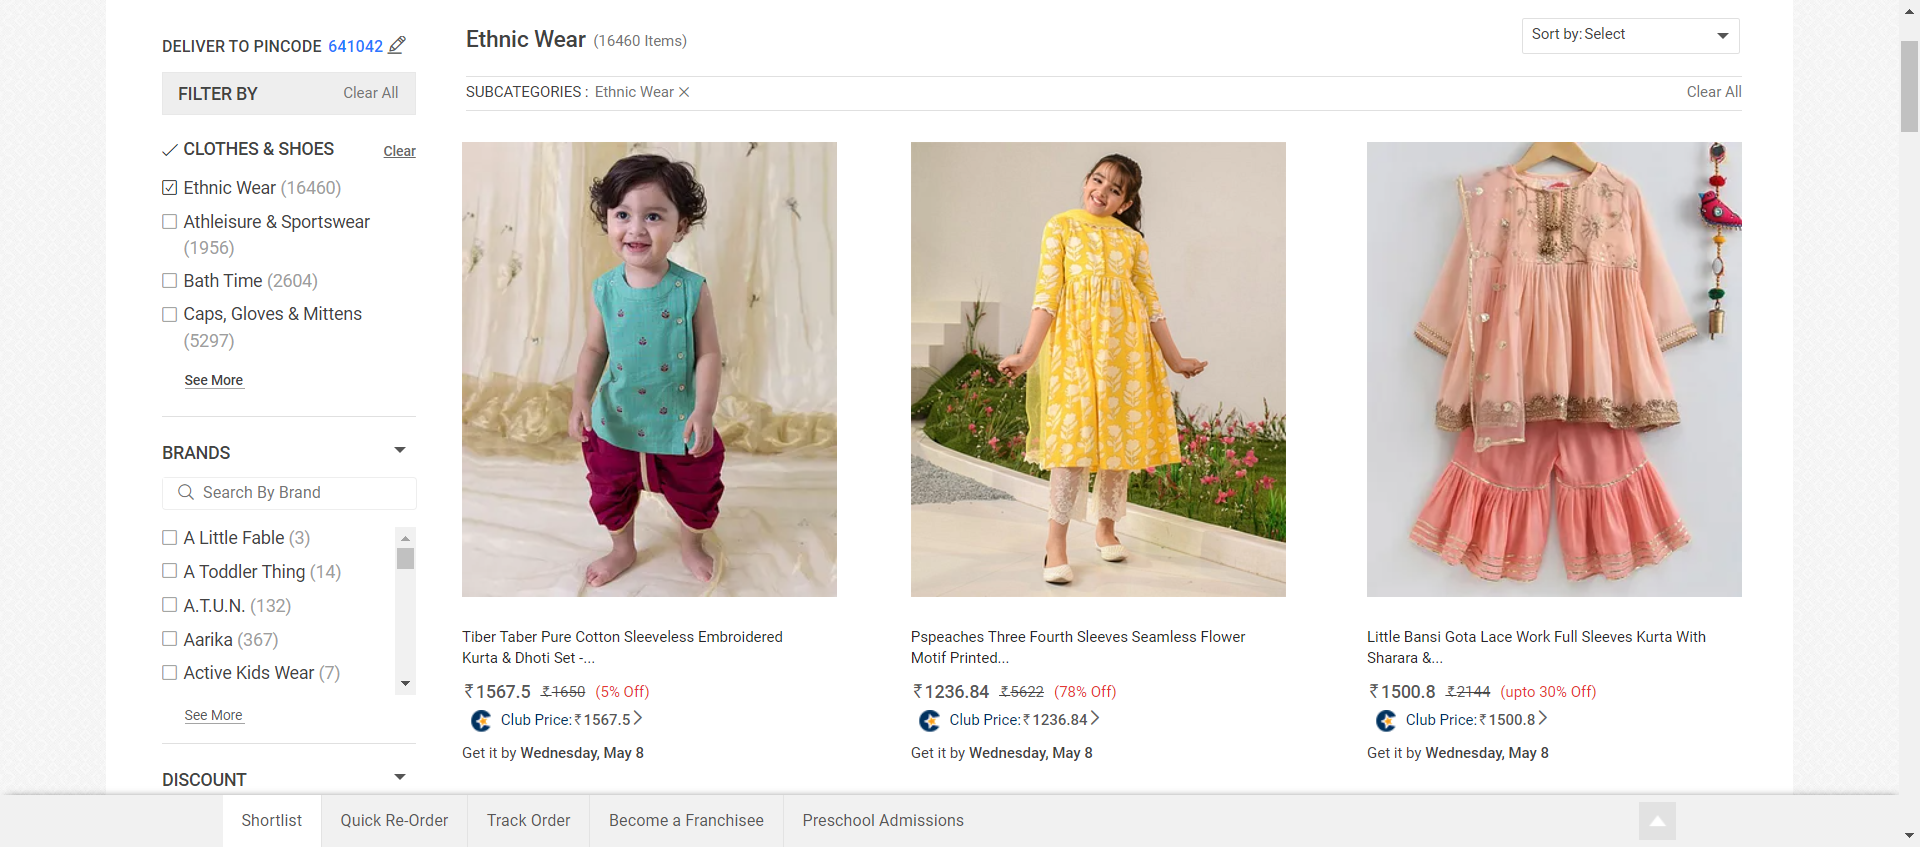 DELIVER TO PINCODE 641042
FILTER BY Clear All
CLOTHES & SHOES Clear
Ethnic Wear (16460)
Athleisure & Sportswear
(1956)
Bath Time (2604)
Caps, Gloves & Mittens
(5297)
See More
BRANDS
Search By Brand
A Little Fable (3)
A Toddler Thing (14)
A.T.U.N. (132)
Aarika (367)
Active Kids Wear (7)
See More
DISCOUNT
Ethnic Wear (16460 Items)
Sort by: Select
SUBCATEGORIES : Ethnic Wear Clear All
Tiber Taber Pure Cotton Sleeveless Embroidered
Kurta & Dhoti Set -...
₹1567.5 ₹1650 (5% Off)
Club Price: ₹1567.5
Get it by Wednesday, May 8
Pspeaches Three Fourth Sleeves Seamless Flower
Motif Printed...
₹1236.84 ₹5622 (78% Off)
Club Price: ₹1236.84
Get it by Wednesday, May 8
Little Bansi Gota Lace Work Full Sleeves Kurta With
Sharara &...
₹1500.8 ₹2144 (upto 30% Off)
Club Price: ₹1500.8
Get it by Wednesday, May 8
Shortlist Quick Re-Order Track Order Become a Franchisee Preschool Admissions